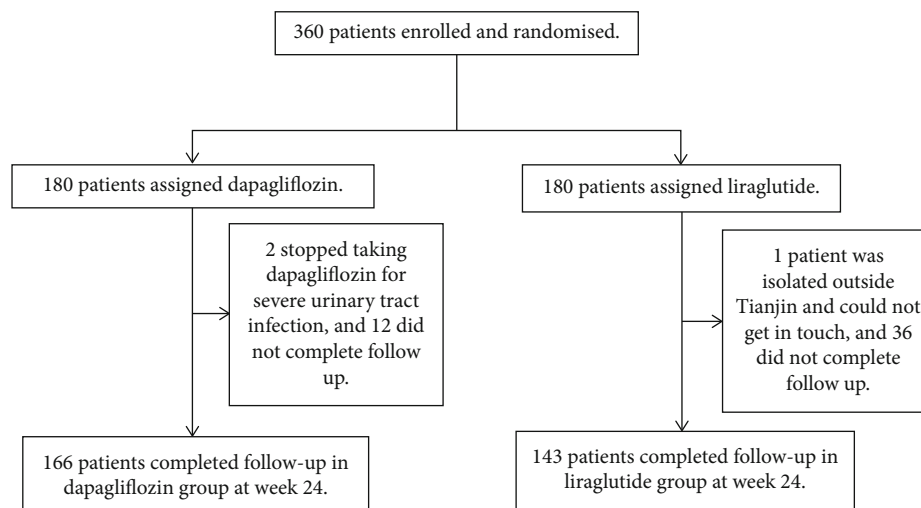 360 patients enrolled and randomised.
180 patients assigned dapagliflozin.
180 patients assigned liraglutide.
2 stopped taking
dapagliflozin for
severe urinary tract
infection, and 12 did
not complete follow
up.
1 patient was
isolated outside
Tianjin and could not
get in touch, and 36
did not complete
follow up.
166 patients completed follow-up in
dapagliflozin group at week 24.
143 patients completed follow-up in
liraglutide group at week 24.